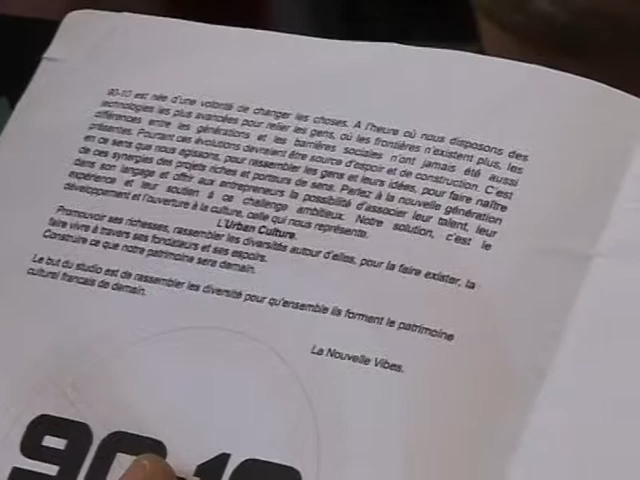 90-10 est née d'une volonté de changer les choses. A l'heure où nous disposons des
technologies les plus avancées pour relier les gens, où les frontières n'existent plus, les
différences entre les générations et les barrières sociales n'ont jamais été aussi
présentes. Pourtant ces évolutions devraient être source d'espoir et de construction. C'est
en ce sens que nous agissons, pour rassembler les gens et leurs idées, pour faire naître
de ces synergies des projets riches et porteurs de sens. Parlez à la nouvelle génération
dans son langage et offir aux entrepreneurs la possibilité d'associer leur talent, leur
expérience et leur soutien à ce challenge ambitieux. Notre solution, c'est le
développement et l'ouverture à la culture, celle qui nous représente.
L'Urban Culture.
Promouvoir ses richesses, rassembler les diversités autour d'elles, pour la faire exister, la
faire vivre à travers ses fondateurs et ses espoirs.
Construire ce que notre patrimoine sera demain.
Le but du studio est de rassembler les diversité pour qu'ensemble ils forment le patrimoine
culturel francais de demain.
La Nouvelle Vibes.
90-10